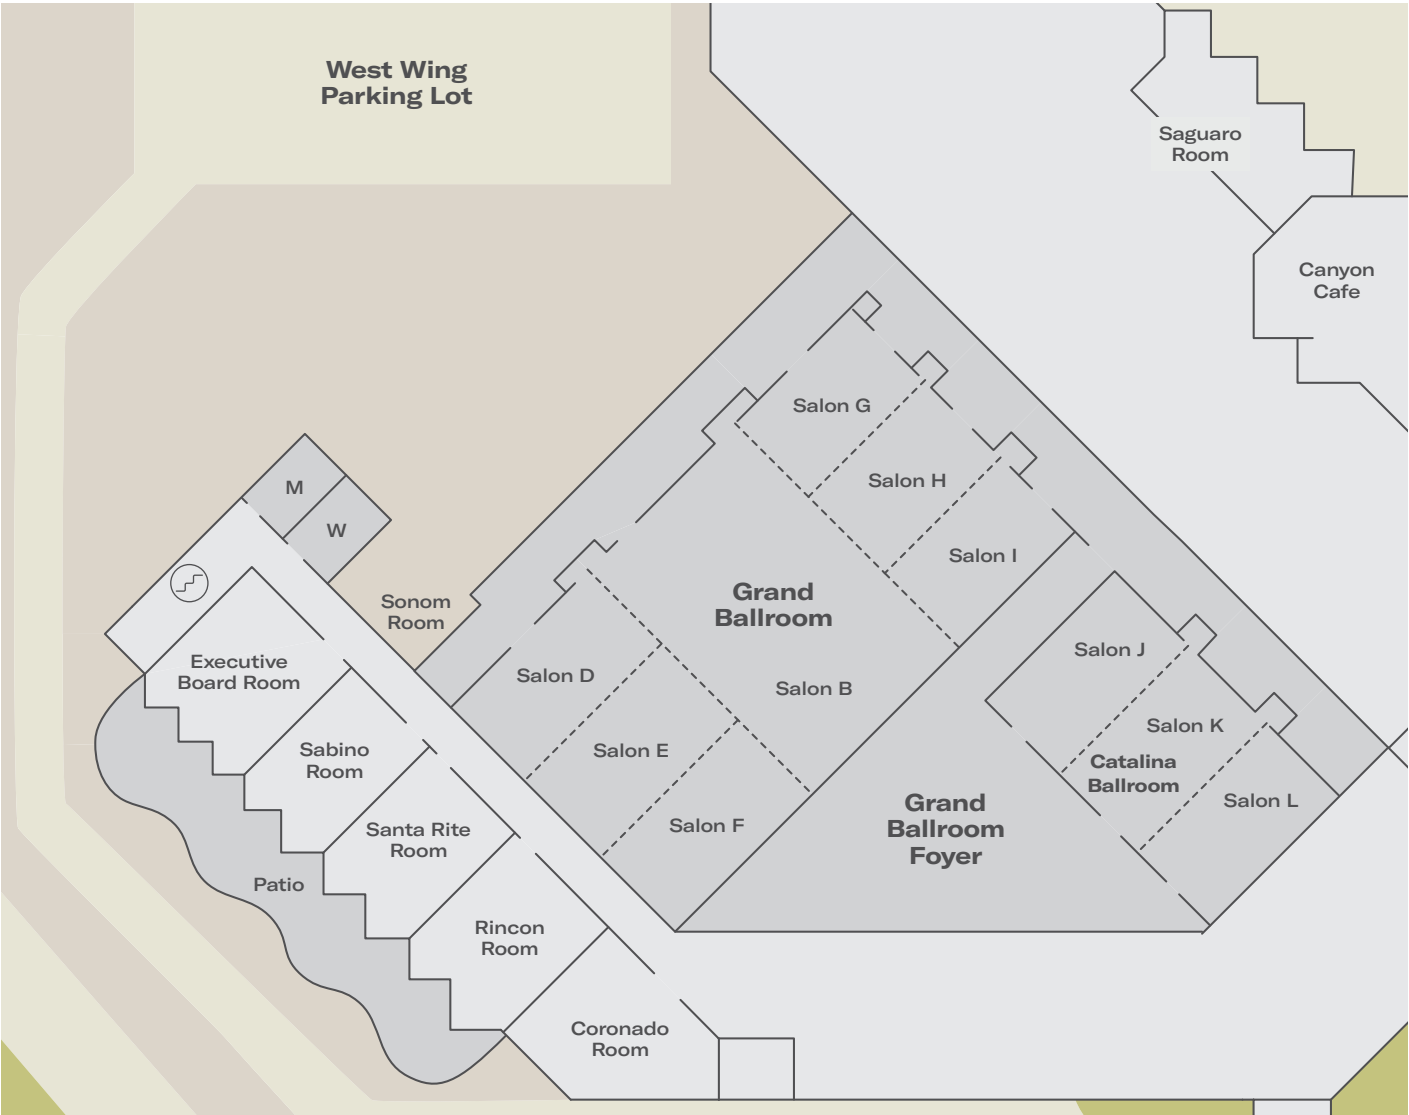 West Wing
Parking Lot
Saguaro
Room
Canyon
Cafe
Salon G
Salon H
Salon I
M
W
Sonom
Room
Grand
Ballroom
Salon B
Salon D
Salon E
Salon F
Salon J
Salon K
Catalina
Ballroom
Salon L
Grand
Ballroom
Foyer
Executive
Board Room
Sabino
Room
Santa Rite
Room
Patio
Rincon
Room
Coronado
Room